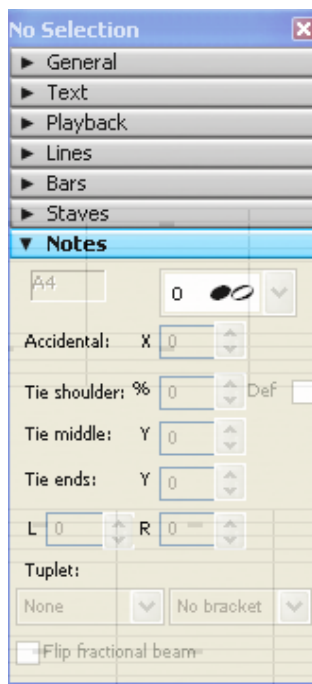 No Selection
General
Text
Playback
Lines
Bars
Staves
Notes
A4 0
Accidental: X 0
Tie shoulder: % 0 Def
Tie middle: Y 0
Tie ends: Y 0
L 0 R 0
Tuplet:
None No bracket
Flip fractional beam